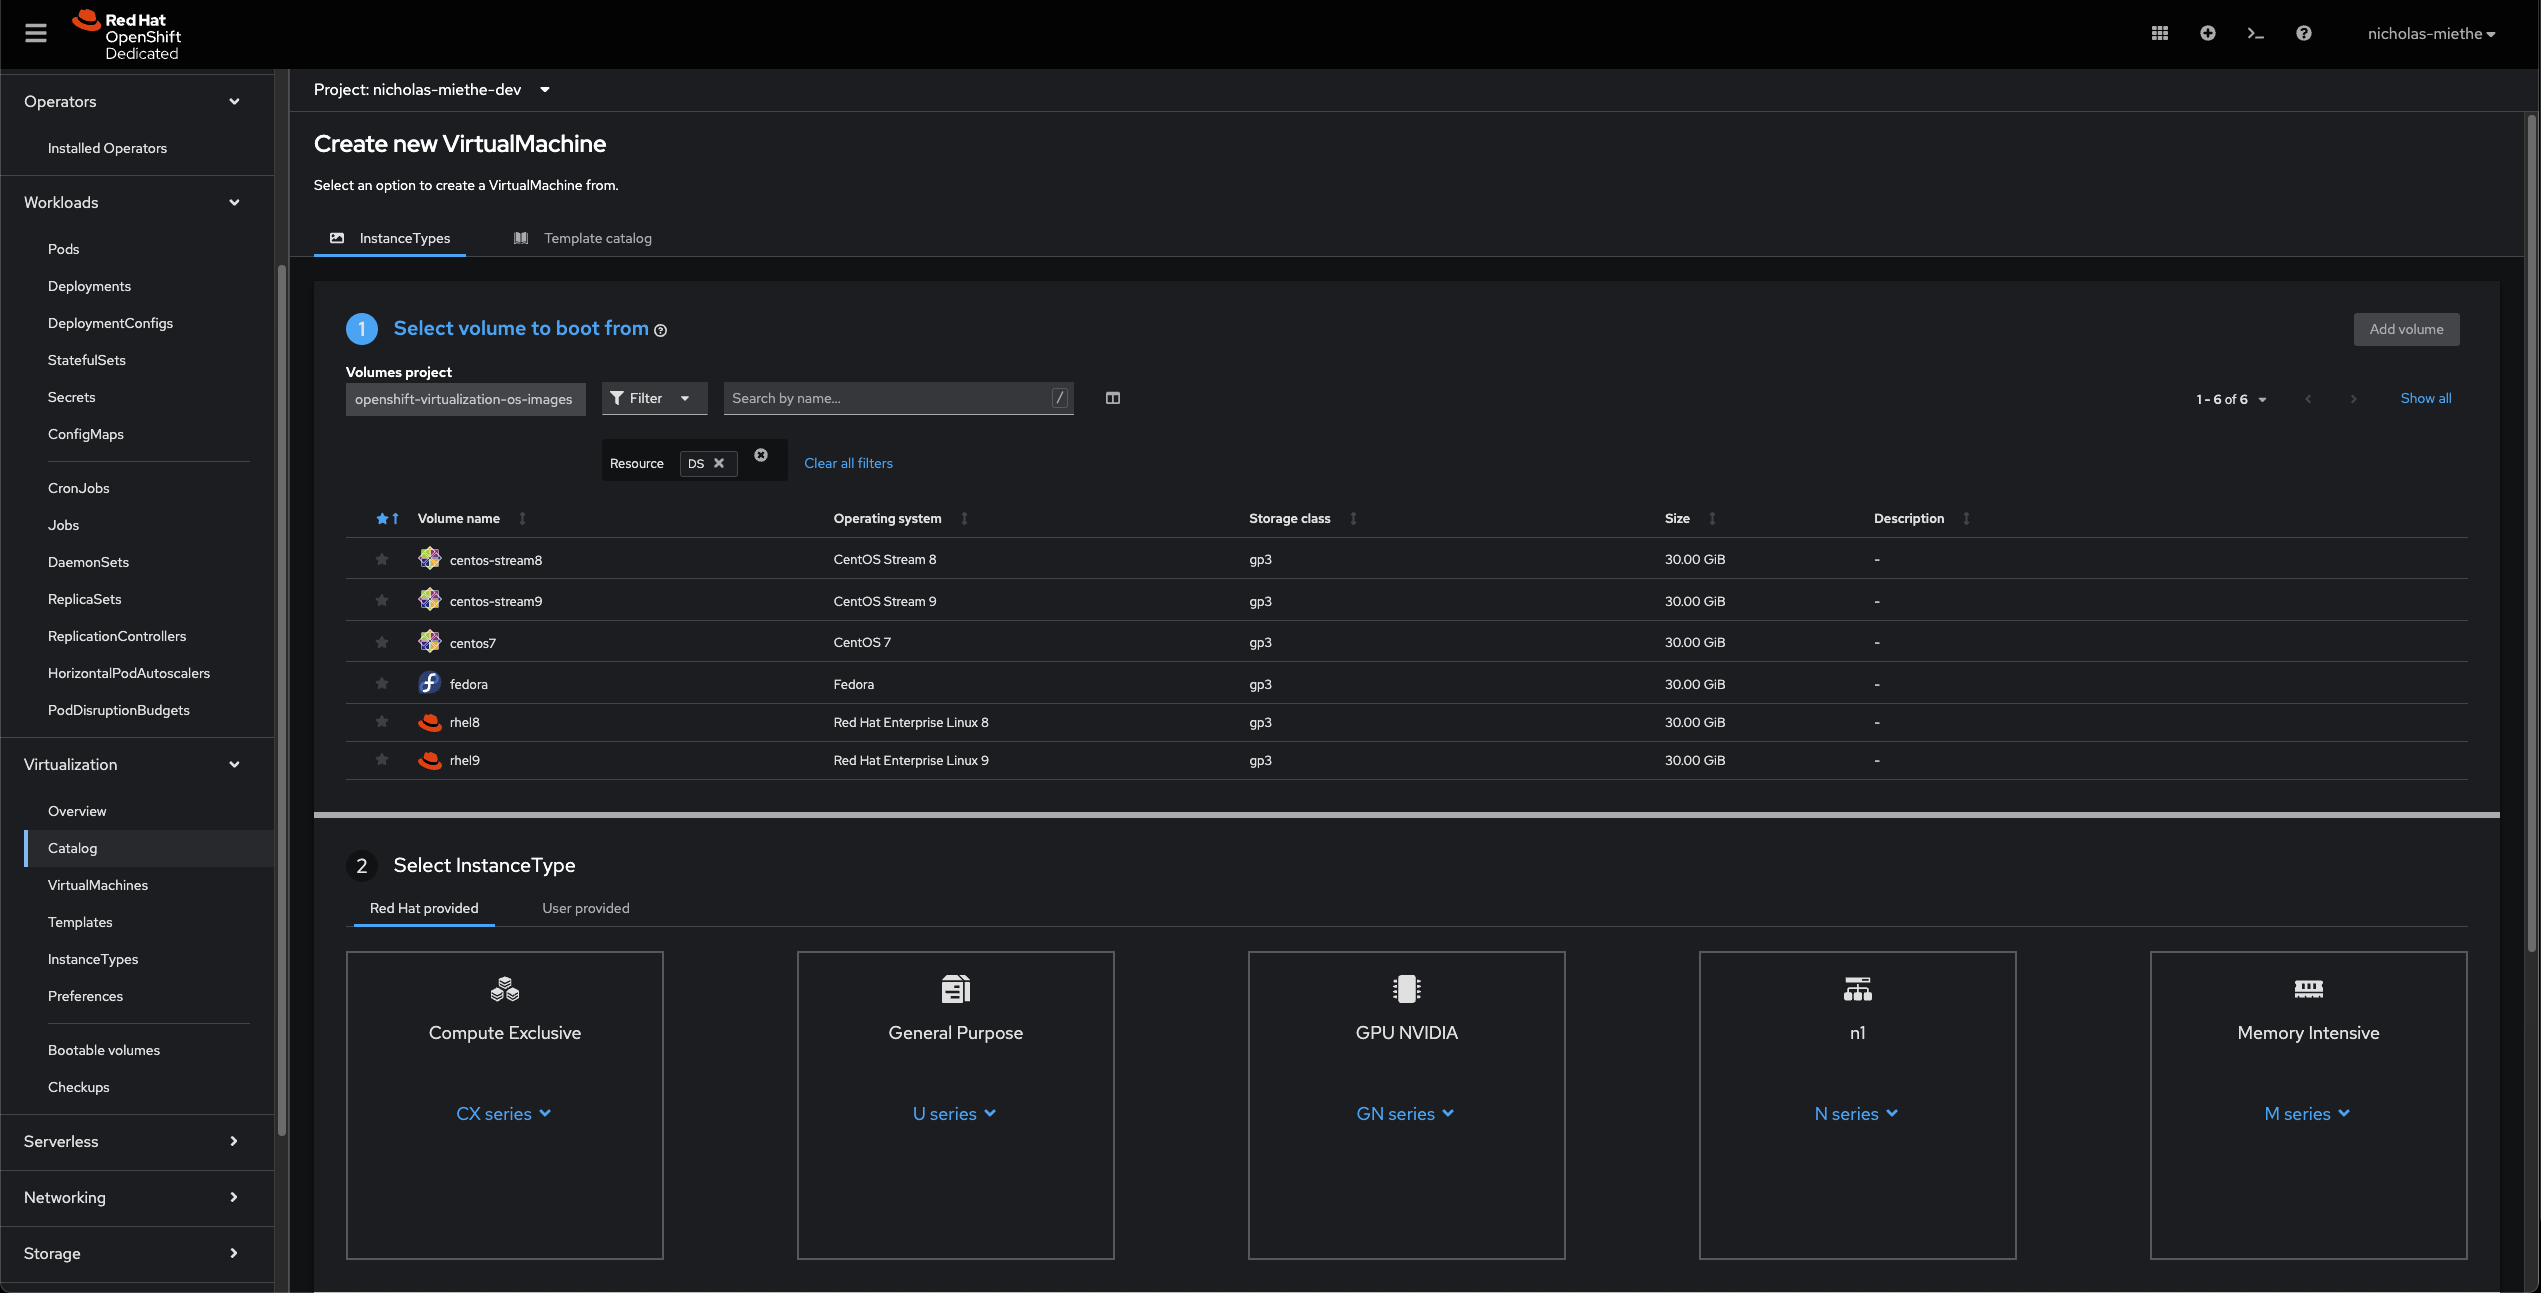 Red Hat
OpenShift
Dedicated
nicholas-miethe
Operators
Installed Operators
Workloads
Pods
Deployments
DeploymentConfigs
StatefulSets
Secrets
ConfigMaps
CronJobs
Jobs
DaemonSets
ReplicaSets
ReplicationControllers
HorizontalPodAutoscalers
PodDisruptionBudgets
Virtualization
Overview
Catalog
VirtualMachines
Templates
InstanceTypes
Preferences
Bootable volumes
Checkups
Serverless
Networking
Storage
Project: nicholas-miethe-dev
Create new VirtualMachine
Select an option to create a VirtualMachine from.
InstanceTypes Template catalog
1 Select volume to boot from Add volume
Volumes project
openshift-virtualization-os-images Filter Search by name... / 1 - 6 of 6 Show all
Resource DS Clear all filters
Volume name Operating system Storage class Size Description
centos-stream8 CentOS Stream 8 gp3 30.00 GiB -
centos-stream9 CentOS Stream 9 gp3 30.00 GiB -
centos7 CentOS 7 gp3 30.00 GiB -
fedora Fedora gp3 30.00 GiB -
rhel8 Red Hat Enterprise Linux 8 gp3 30.00 GiB -
rhel9 Red Hat Enterprise Linux 9 gp3 30.00 GiB -
2 Select InstanceType
Red Hat provided User provided
Compute Exclusive General Purpose GPU NVIDIA n1 Memory Intensive
CX series U series GN series N series M series